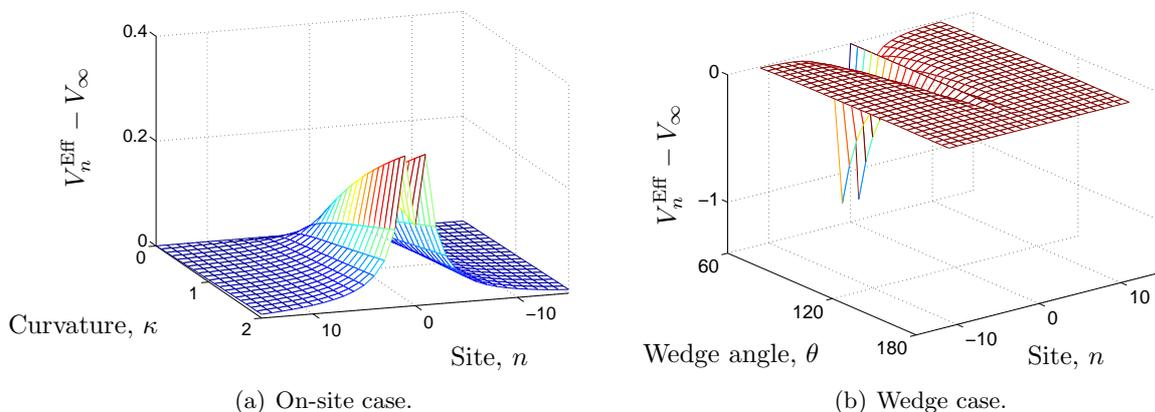 0.4
0.2
0
V_n^Eff − V_∞
0
1
2
Curvature, κ
10
0
−10
Site, n
(a) On-site case.
0
−1
V_n^Eff − V_∞
60
120
180
Wedge angle, θ
−10
0
10
Site, n
(b) Wedge case.